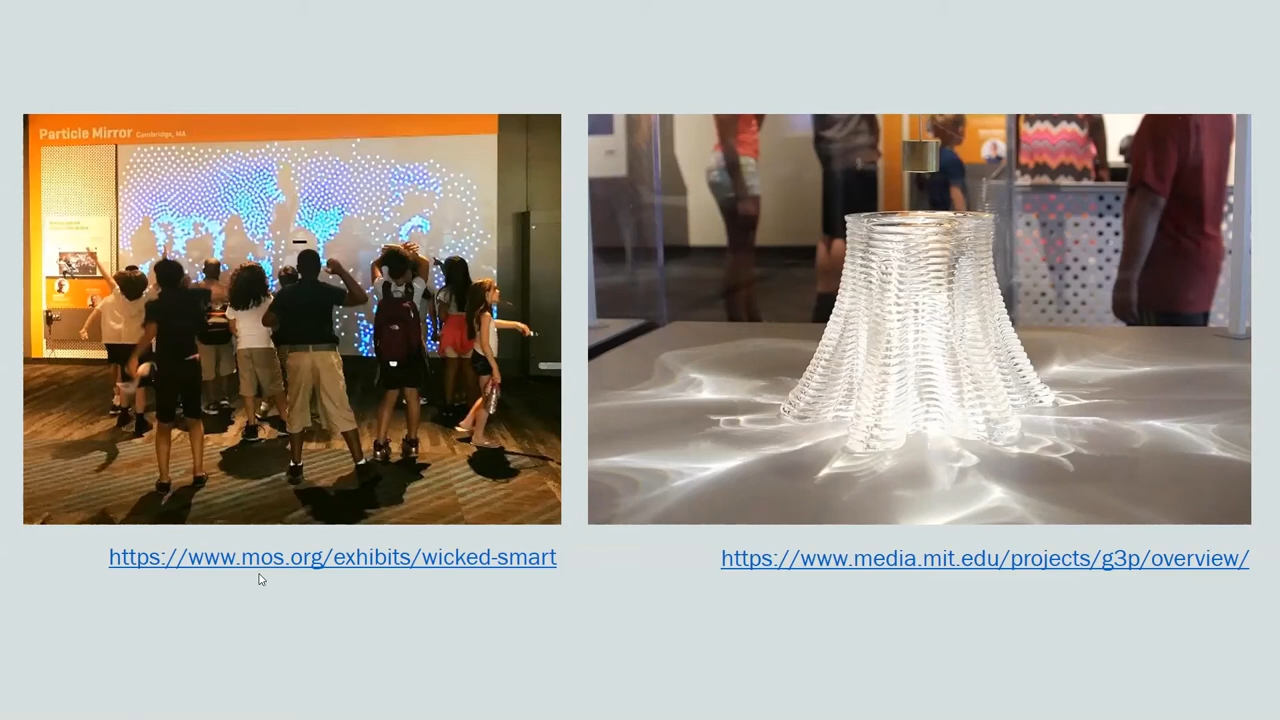 Particle Mirror Cambridge, MA
https://www.mos.org/exhibits/wicked-smart
https://www.media.mit.edu/projects/g3p/overview/